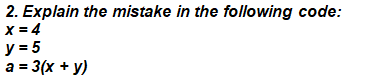 2. Explain the mistake in the following code:
x = 4
y = 5
a = 3(x + y)